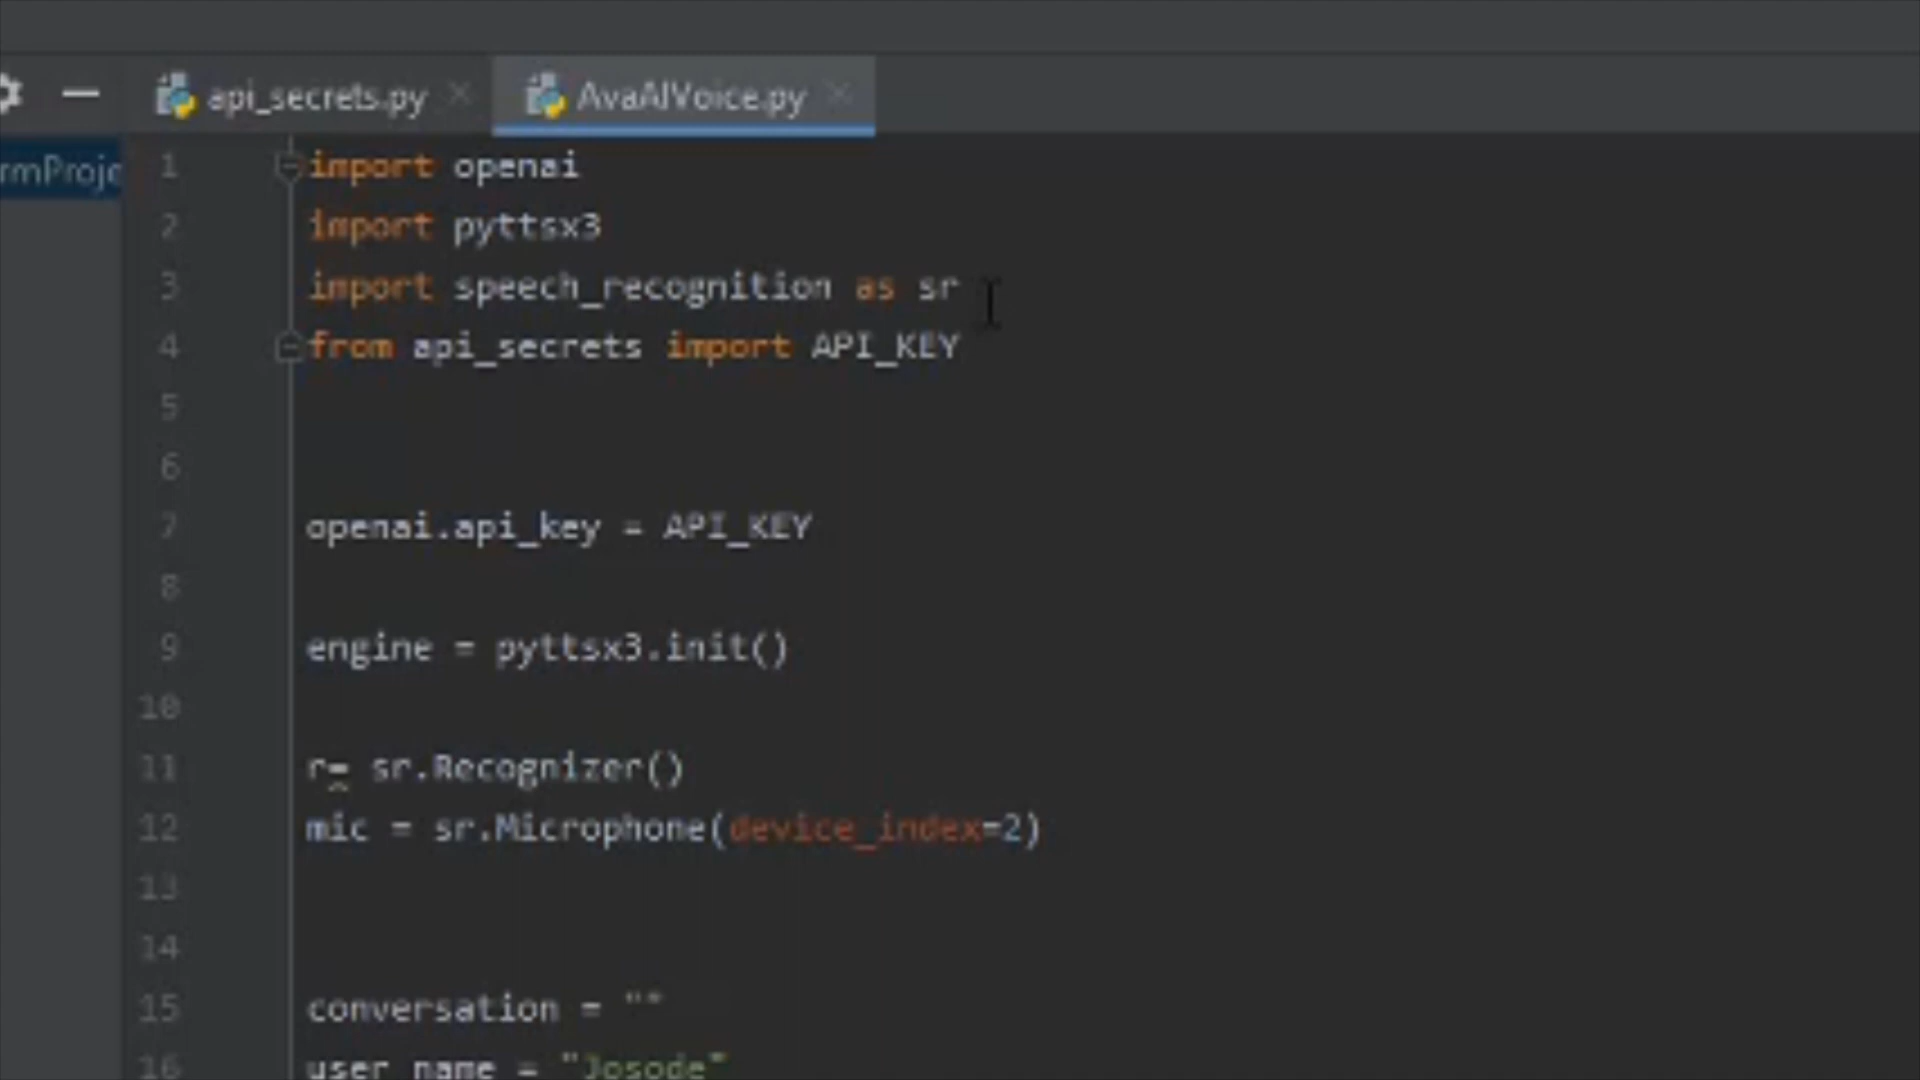 api_secrets.py
AvaAIVoice.py
rmProje
1 import openai
2 import pyttsx3
3 import speech_recognition as sr
4 from api_secrets import API_KEY
5
6
7 openai.api_key = API_KEY
8
9 engine = pyttsx3.init()
10
11 r= sr.Recognizer()
12 mic = sr.Microphone(device_index=2)
13
14
15 conversation = ""
16 user_name = "Josode"